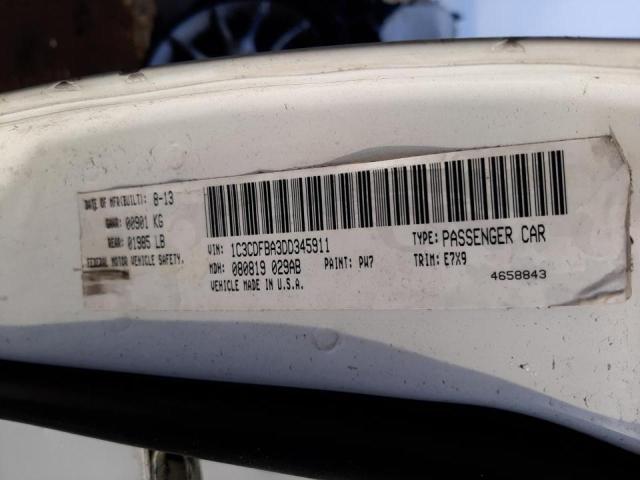 DATE OF MFR(BUILT): 8-13
GAWR: 00901 KG
REAR: 01985 LB
FEDERAL MOTOR VEHICLE SAFETY.
VIN: 1C3CDFBA3DD345911
TYPE: PASSENGER CAR
MDH: 080819 029AB
PAINT: PW7
TRIM: E7X9
VEHICLE MADE IN U.S.A.
4658843